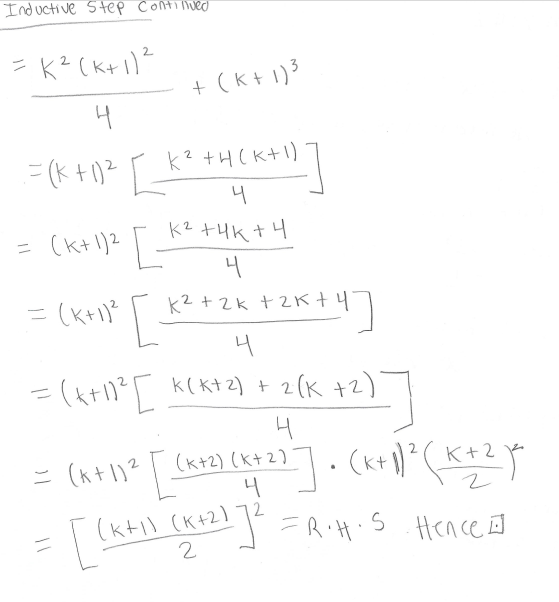 Inductive Step Continued
= K² (K+1)² / 4 + (K+1)³
= (K+1)² [ K² + 4(K+1) / 4 ]
= (K+1)² [ K² + 4K + 4 / 4
= (K+1)² [ K² + 2K + 2K + 4 / 4 ]
= (K+1)² [ K(K+2) + 2(K+2) / 4 ]
= (K+1)² [ (K+2) (K+2) / 4 ] . (K+1)² ( K+2 / 2 )²
= [ (K+1) (K+2) / 2 ]² = R.H.S Hence □